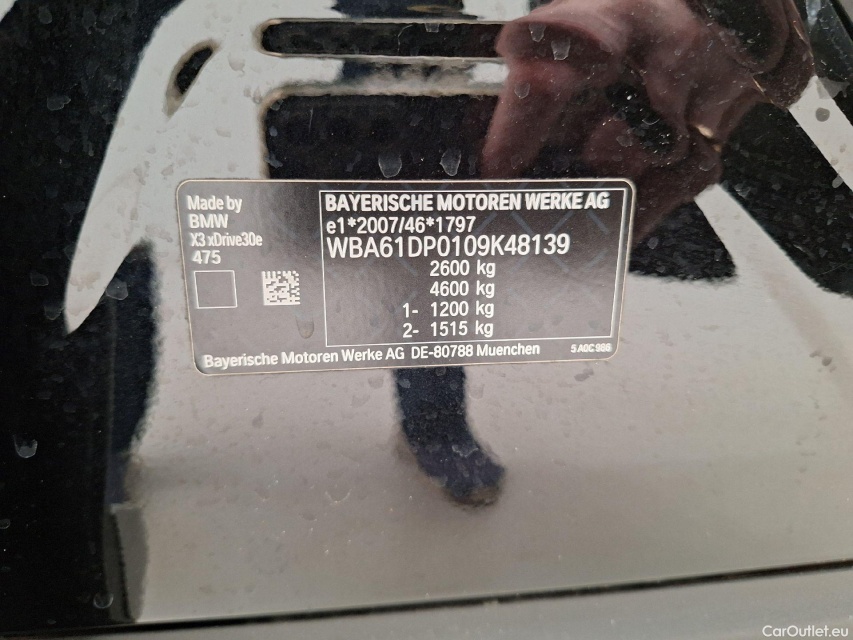 Made by
BMW
X3 xDrive30e
475
BAYERISCHE MOTOREN WERKE AG
e1*2007/46*1797
WBA61DP0109K48139
2600 kg
4600 kg
1- 1200 kg
2- 1515 kg
Bayerische Motoren Werke AG DE-80788 Muenchen
5 A0C 986
CarOutlet.eu